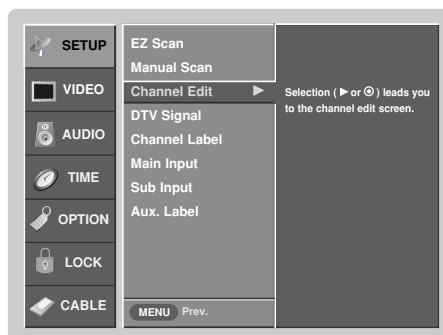 SETUP
VIDEO
AUDIO
TIME
OPTION
LOCK
CABLE
EZ Scan
Manual Scan
Channel Edit ▶
DTV Signal
Channel Label
Main Input
Sub Input
Aux. Label
MENU Prev.
Selection ( ▶ or ◉ ) leads you
to the channel edit screen.